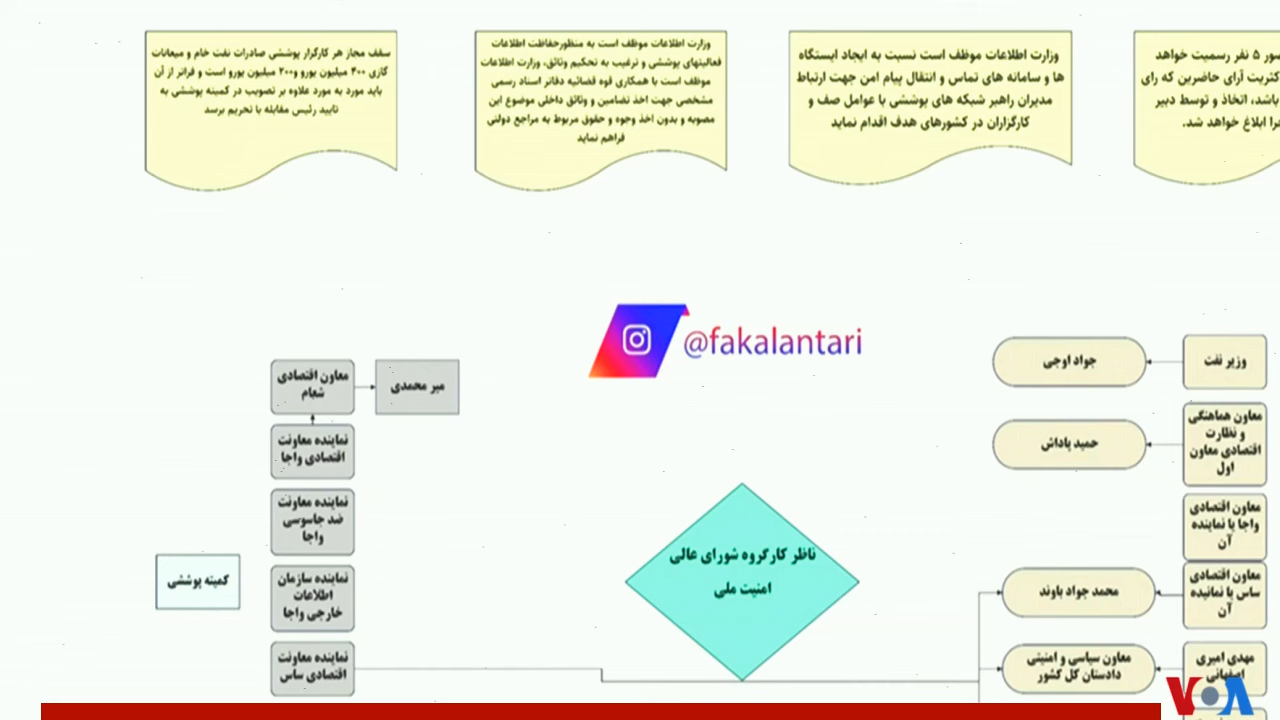 صور ۵ نفر رسمیت خواهد
کثریت آرای حاضرین که رای
باشد، اتخاذ و توسط دبیر
برا ابلاغ خواهد شد.
وزارت اطلاعات موظف است نسبت به ایجاد ایستگاه
ها و سامانه های تماس و انتقال پیام امن جهت ارتباط
مدیران راهبر شبکه های پوششی با عوامل صف و
کارگزاران در کشورهای هدف اقدام نماید
وزارت اطلاعات موظف است به منظورحفاظت اطلاعات
فعالیتهای پوششی و ترغیب به تحکیم وثائق، وزارت اطلاعات
موظف است با همکاری قوه قضائیه دفاتر اسناد رسمی
مشخصی جهت اخذ تضامین و وثائق داخلی موضوع این
مصوبه و بدون اخذ وجوه و حقوق مربوط به مراجع دولتی
فراهم نماید
سقف مجاز هر کارگزار پوششی صادرات نفت خام و میعانات
گازی ۴۰۰ میلیون یورو و۲۰۰ میلیون یورو است و فراتر از آن
باید مورد به مورد علاوه بر تصویب در کمیته پوششی به
تایید رئیس مقابله با تحریم برسد
@fakalantari
وزیر نفت
جواد اوجی
معاون هماهنگی
و نظارت
اقتصادی معاون
اول
حمید پاداش
معاون اقتصادی
واجا یا نماینده
آن
معاون اقتصادی
ساس یا نماینده
آن
محمد جواد باوند
مهدی امیری
اصفهانی
معاون سیاسی و امنیتی
دادستان کل کشور
ناظر کارگروه شورای عالی
امنیت ملی
میر محمدی
معاون اقتصادی
شعام
نماینده معاونت
اقتصادی واجا
نماینده معاونت
ضد جاسوسی
واجا
نماینده سازمان
اطلاعات
خارجی واجا
نماینده معاونت
اقتصادی ساس
کمیته پوششی
VOA